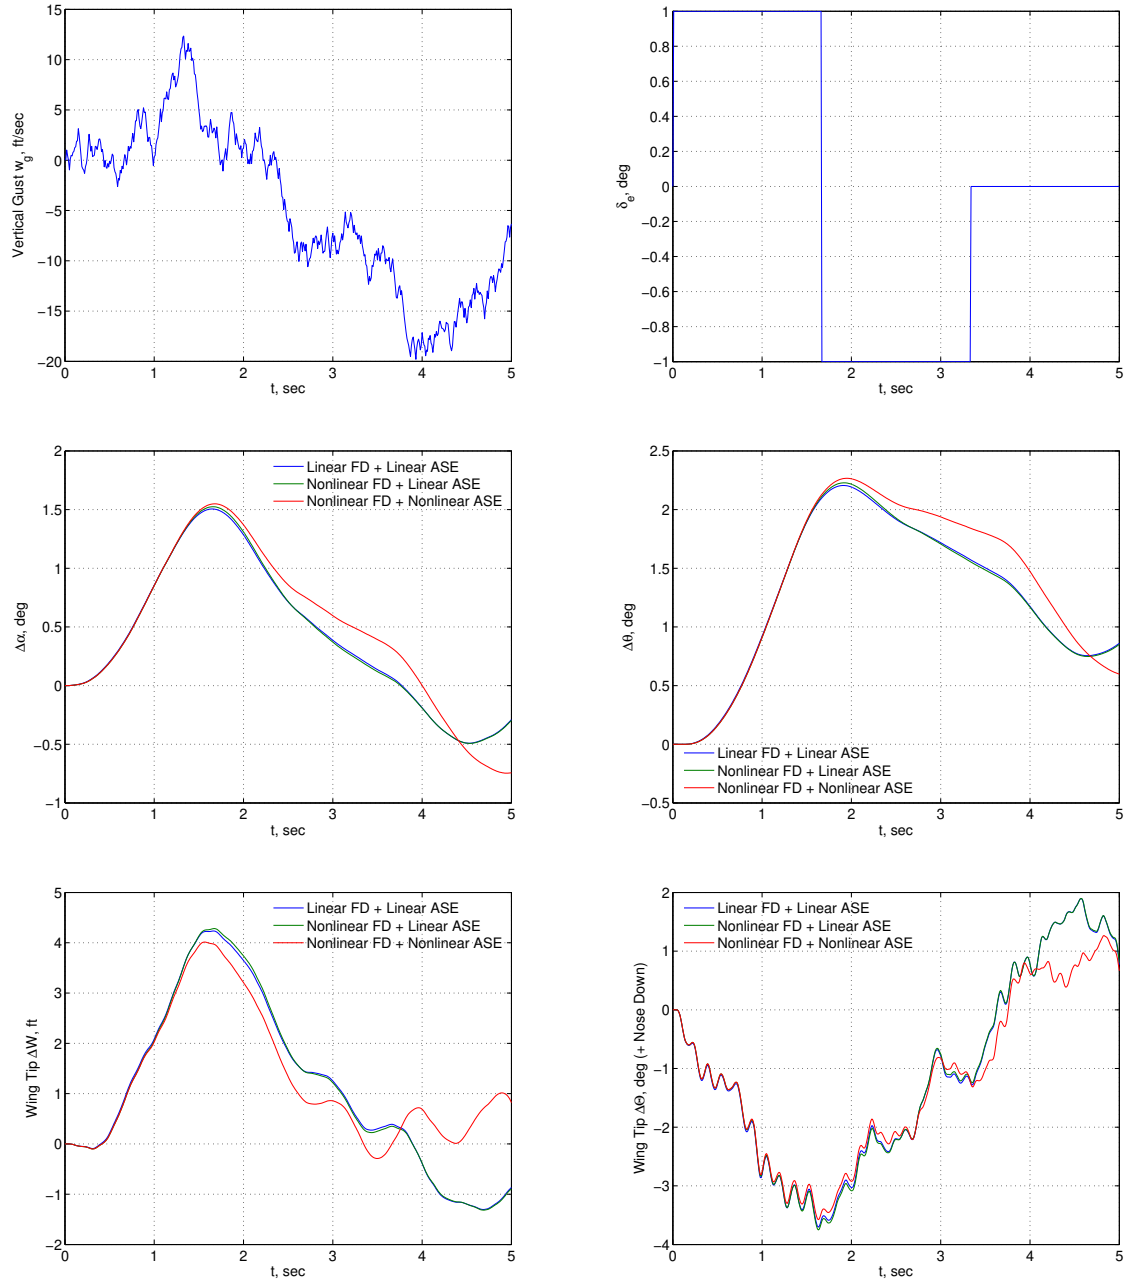 15
10
5
0
−5
−10
−15
−20
0 1 2 3 4 5
t, sec
Vertical Gust w_g, ft/sec
1
0.8
0.6
0.4
0.2
0
−0.2
−0.4
−0.6
−0.8
−1
0 1 2 3 4 5
t, sec
δ_e, deg
2
1.5
1
0.5
0
−0.5
−1
0 1 2 3 4 5
t, sec
Δα, deg
Linear FD + Linear ASE
Nonlinear FD + Linear ASE
Nonlinear FD + Nonlinear ASE
2.5
2
1.5
1
0.5
0
−0.5
0 1 2 3 4 5
t, sec
Δθ, deg
Linear FD + Linear ASE
Nonlinear FD + Linear ASE
Nonlinear FD + Nonlinear ASE
5
4
3
2
1
0
−1
−2
0 1 2 3 4 5
t, sec
Wing Tip ΔW, ft
Linear FD + Linear ASE
Nonlinear FD + Linear ASE
Nonlinear FD + Nonlinear ASE
2
1
0
−1
−2
−3
−4
0 1 2 3 4 5
t, sec
Wing Tip ΔΘ, deg (+ Nose Down)
Linear FD + Linear ASE
Nonlinear FD + Linear ASE
Nonlinear FD + Nonlinear ASE